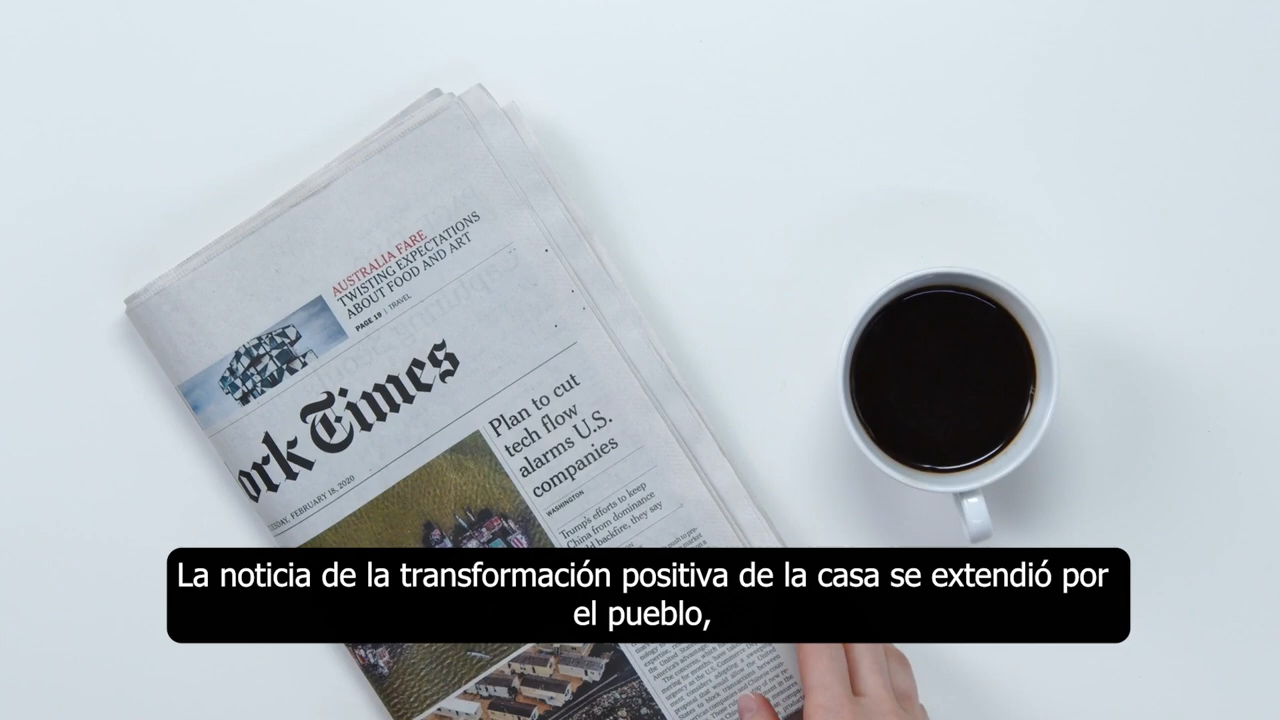 AUSTRALIA FARE
TWISTING EXPECTATIONS
ABOUT FOOD AND ART
PAGE 19 | TRAVEL
ork Times
ESDAY, FEBRUARY 18, 2020
Plan to cut
tech flow
alarms U.S.
companies
WASHINGTON
Trump's efforts to keep
China from dominance
d backfire, they say
La noticia de la transformación positiva de la casa se extendió por
el pueblo,